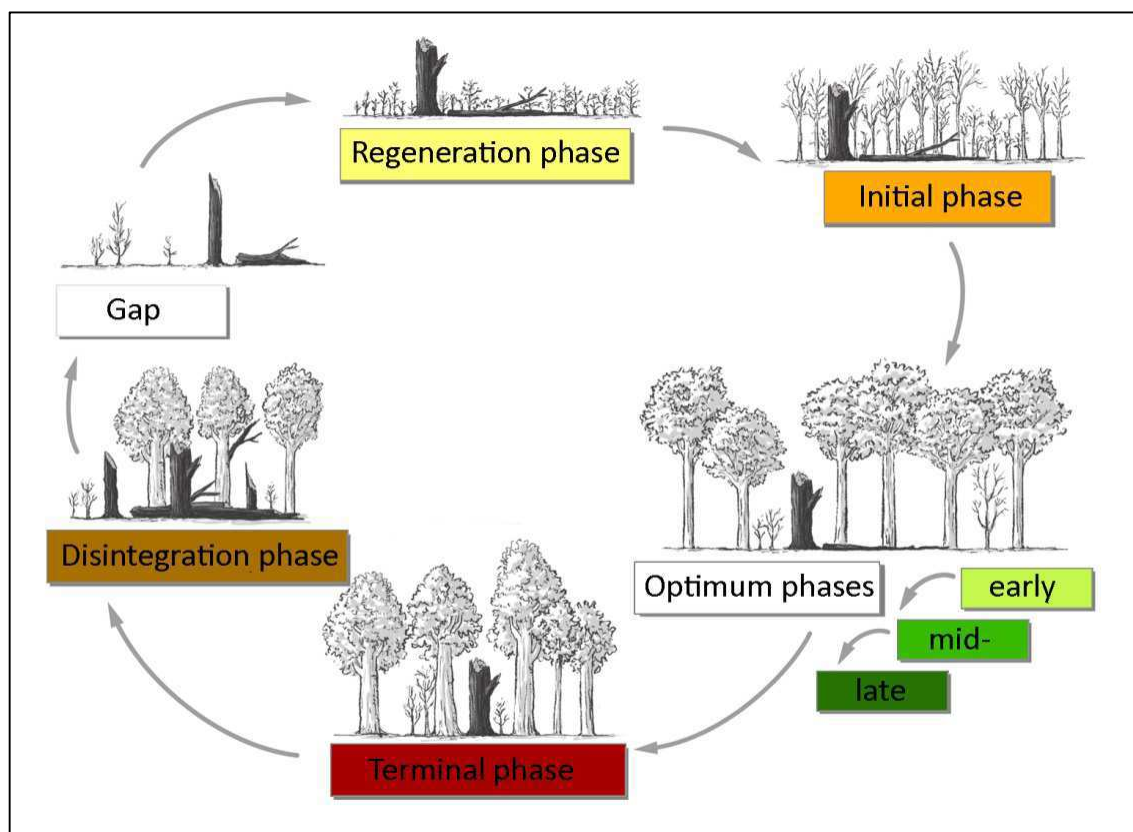 Regeneration phase
Initial phase
Gap
Optimum phases
early
mid-
late
Disintegration phase
Terminal phase